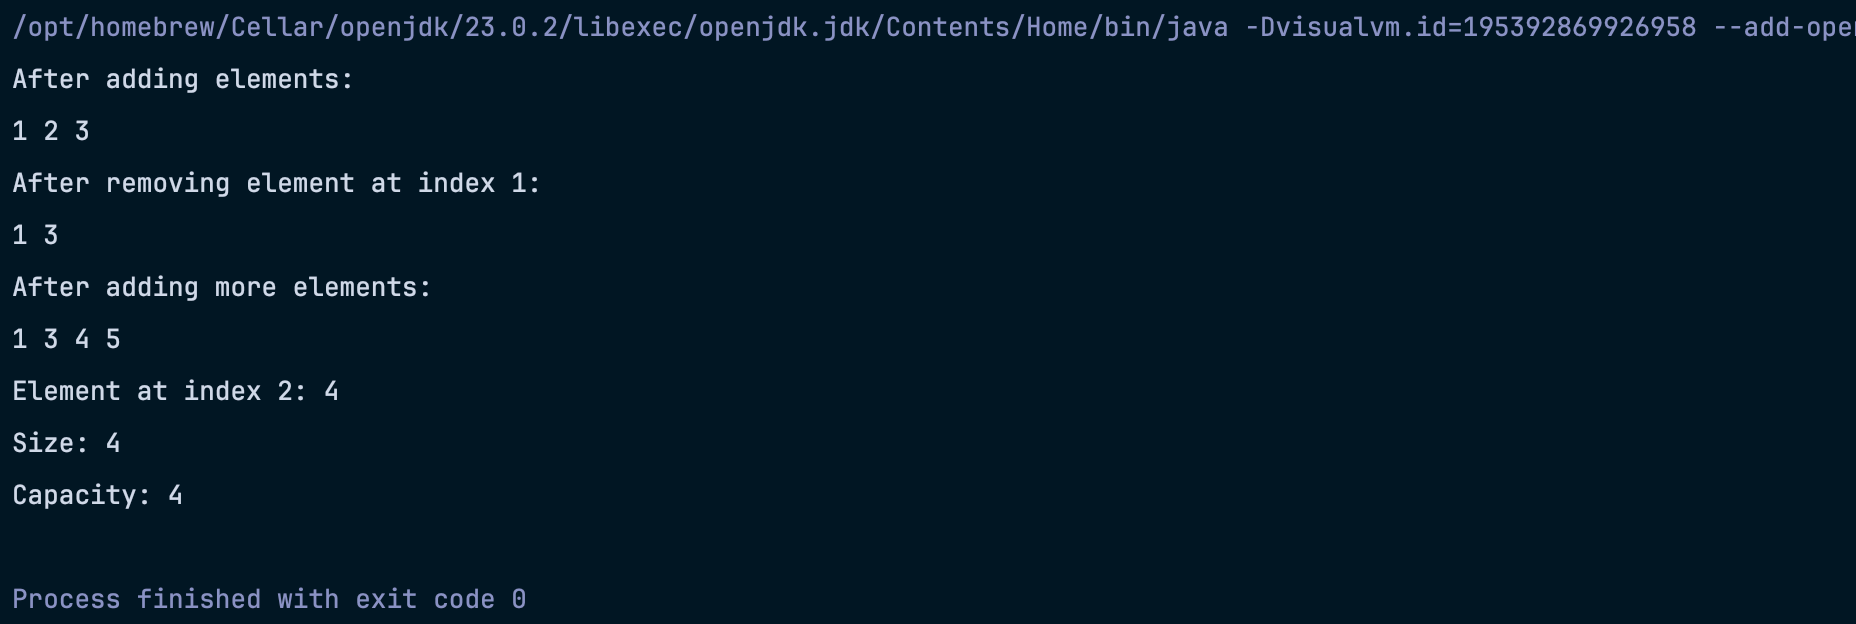 /opt/homebrew/Cellar/openjdk/23.0.2/libexec/openjdk.jdk/Contents/Home/bin/java -Dvisualvm.id=195392869926958 --add-ope
After adding elements:
1 2 3
After removing element at index 1:
1 3
After adding more elements:
1 3 4 5
Element at index 2: 4
Size: 4
Capacity: 4
Process finished with exit code 0